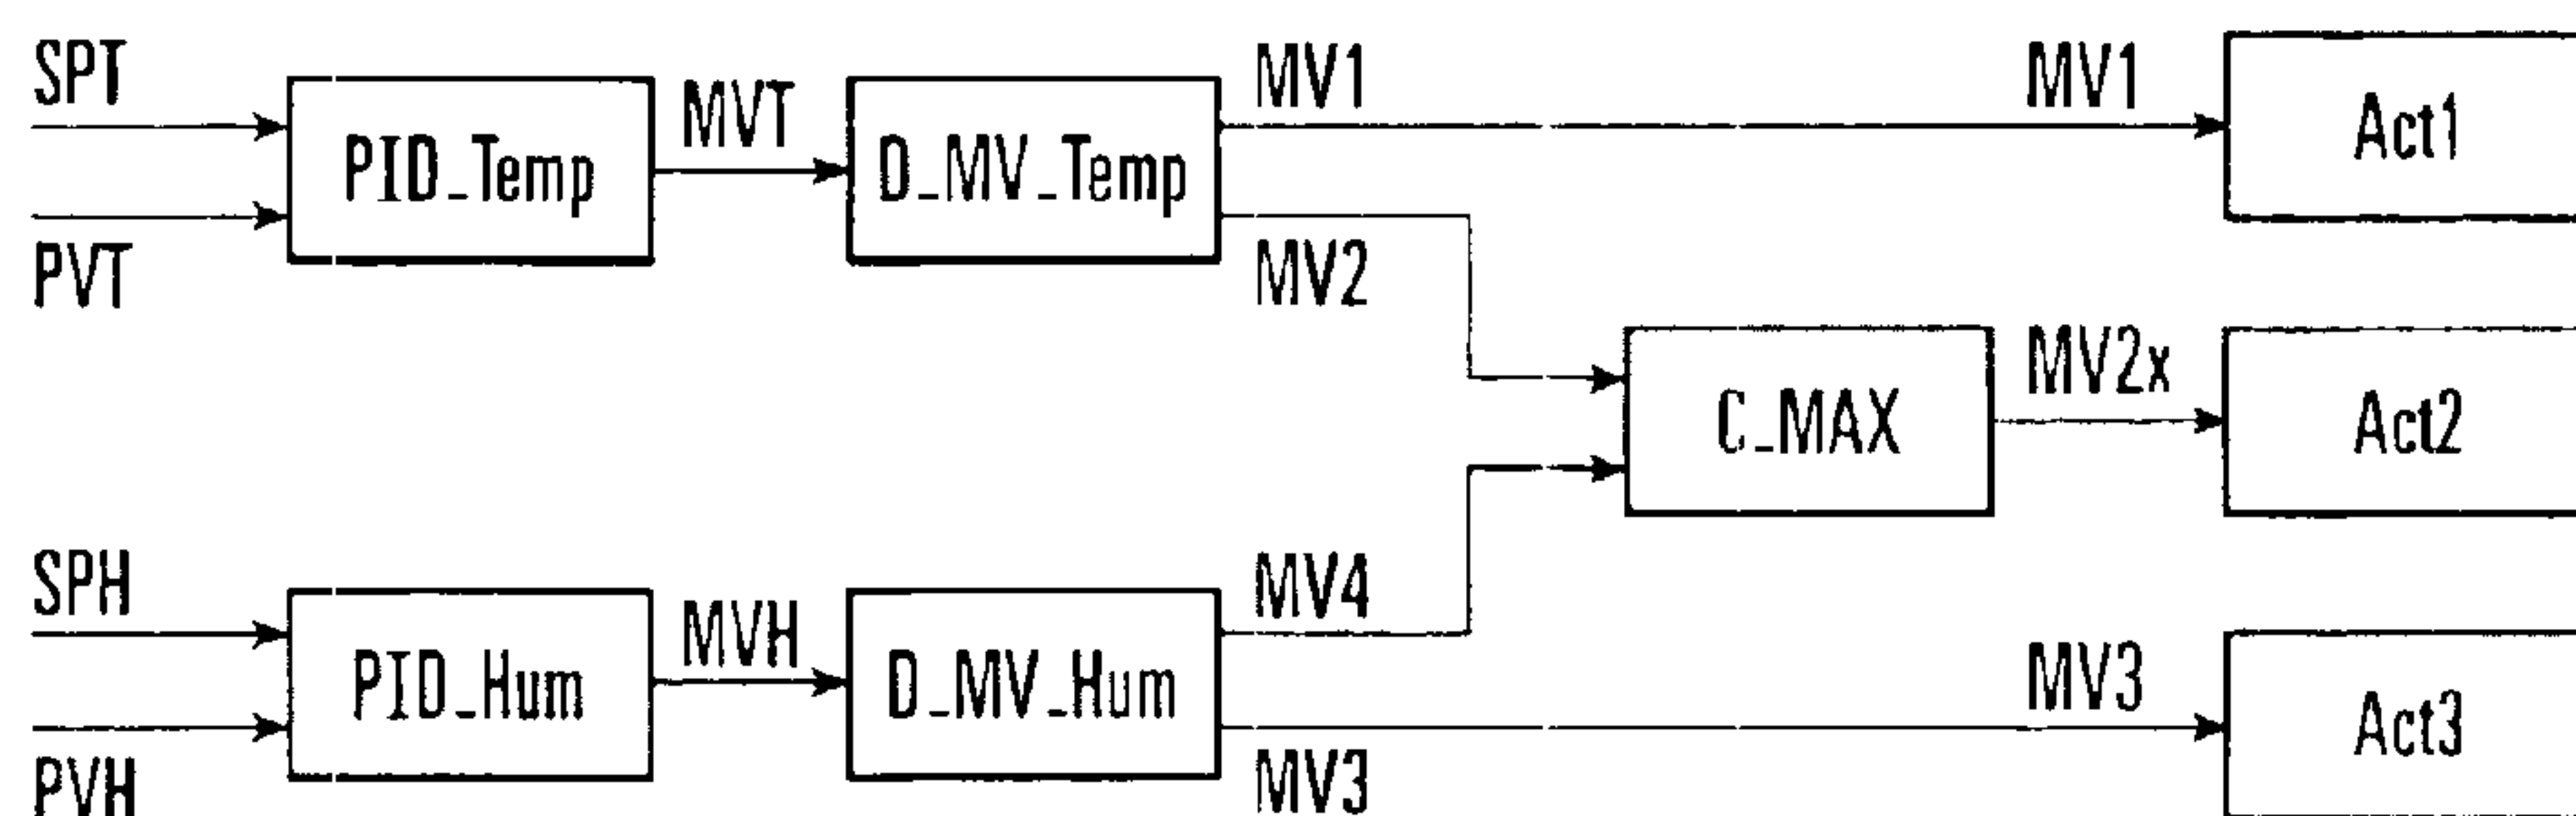 SPT
PVT
PID_Temp
MVT
D_MV_Temp
MV1
MV1
Act1
MV2
C_MAX
MV2x
Act2
SPH
PVH
PID_Hum
MVH
D_MV_Hum
MV4
MV3
MV3
Act3